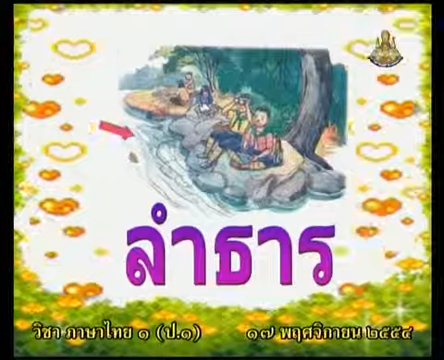 ลำธาร
วิชา ภาษาไทย ๑ (ป.๑) ๑๗ พฤศจิกายน ๒๕๕๔